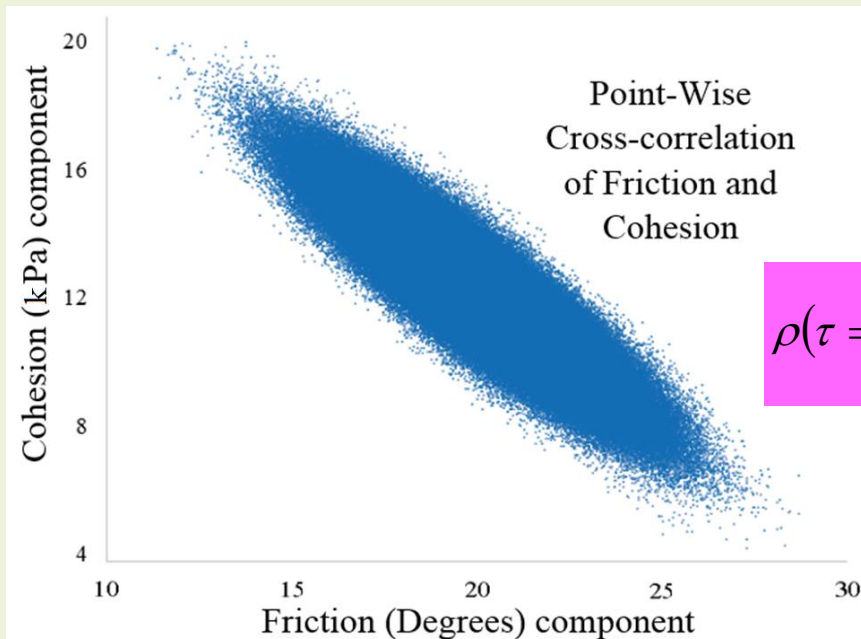 20
16
12
8
4
10
15
20
25
30
Cohesion (kPa) component
Friction (Degrees) component
Point-Wise
Cross-correlation
of Friction and
Cohesion
ρ(τ =